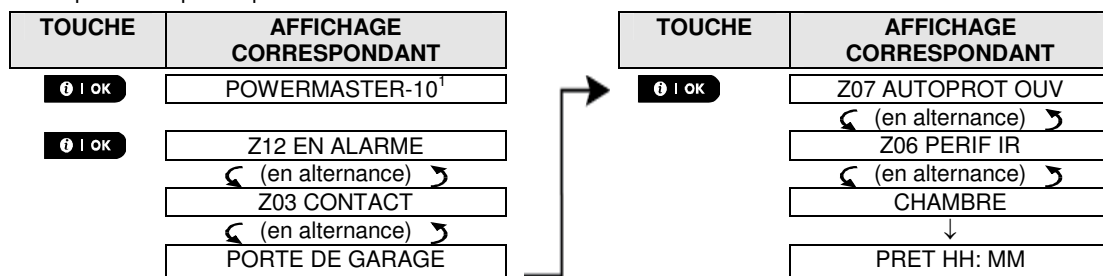 TOUCHE
AFFICHAGE
CORRESPONDANT
i | OK
POWERMASTER-10¹
i | OK
Z12 EN ALARME
(en alternance)
Z03 CONTACT
(en alternance)
PORTE DE GARAGE
TOUCHE
AFFICHAGE
CORRESPONDANT
i | OK
Z07 AUTOPROT OUV
(en alternance)
Z06 PERIF IR
(en alternance)
CHAMBRE
↓
PRET HH: MM